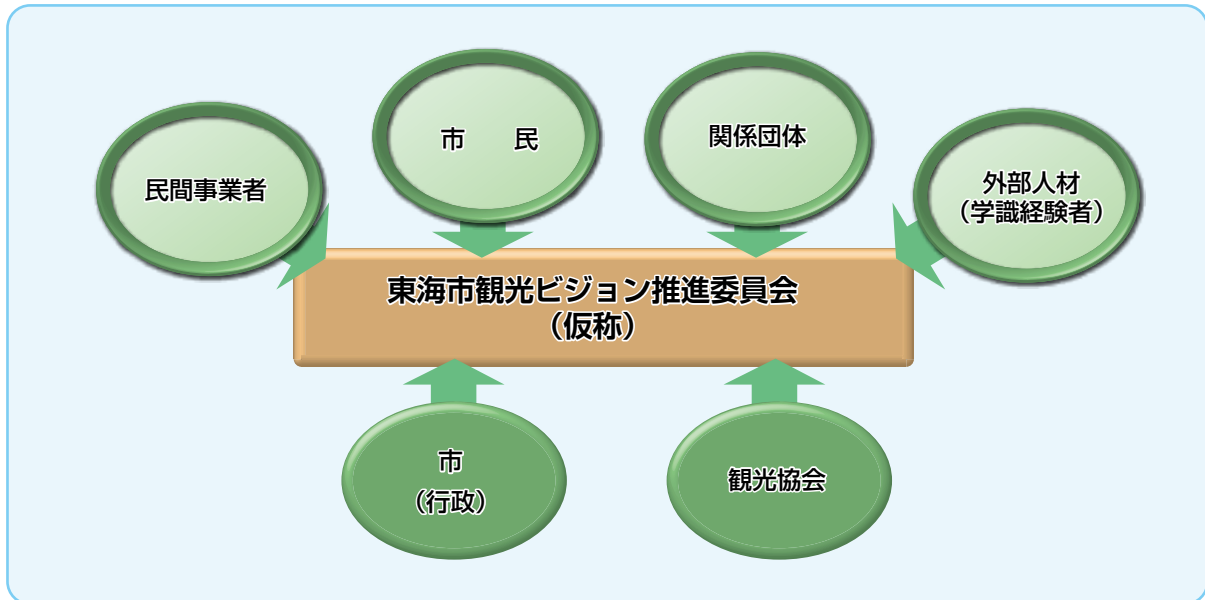 民間事業者
市　　民
関係団体
外部人材
（学識経験者）
東海市観光ビジョン推進委員会
（仮称）
市
（行政）
観光協会